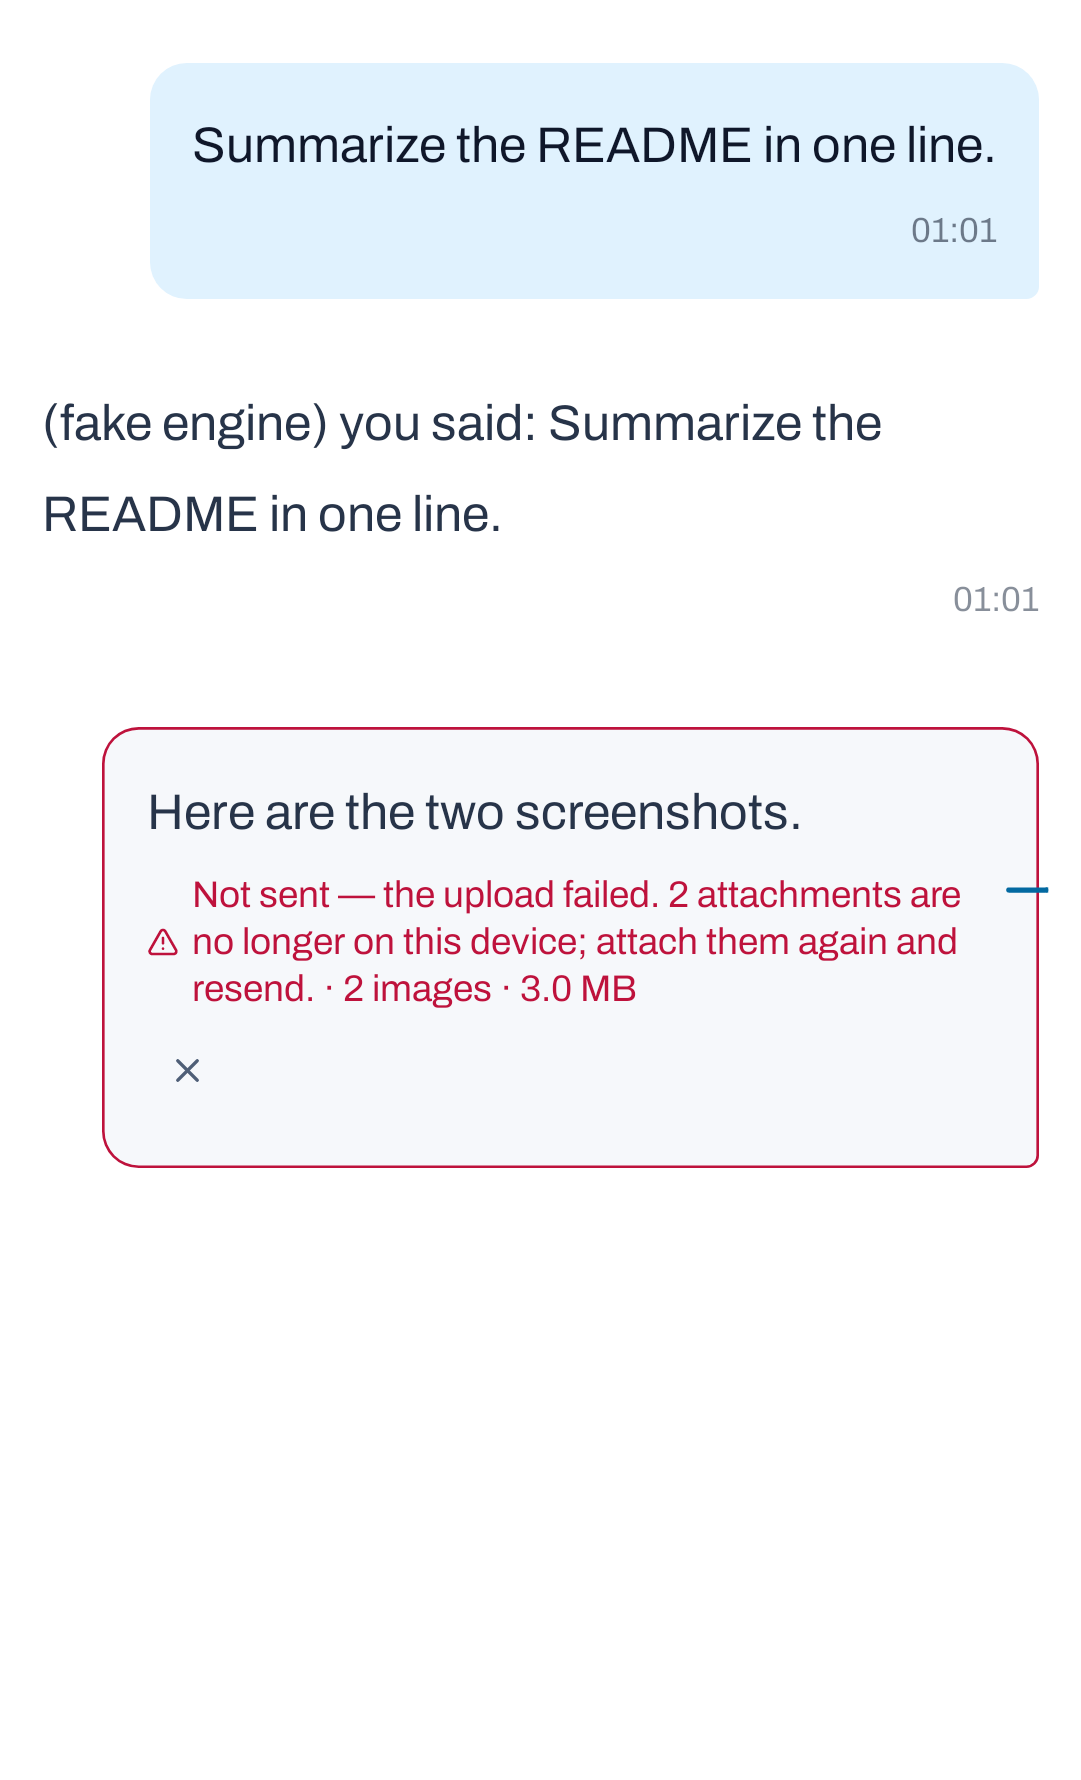 Summarize the README in one line.
01:01
(fake engine) you said: Summarize the
README in one line.
01:01
Here are the two screenshots.
Not sent — the upload failed. 2 attachments are
no longer on this device; attach them again and
resend. · 2 images · 3.0 MB